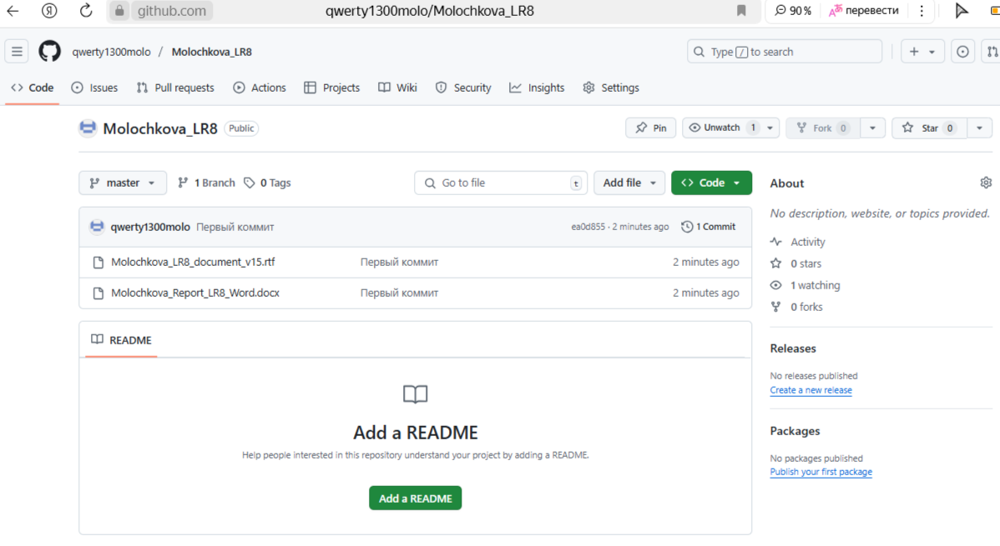 Я github.com qwerty1300molo/Molochkova_LR8 90 % перевести
qwerty1300molo / Molochkova_LR8 Type / to search
Code Issues Pull requests Actions Projects Wiki Security Insights Settings
Molochkova_LR8 Public Pin Unwatch 1 Fork 0 Star 0
master 1 Branch 0 Tags Go to file t Add file Code
qwerty1300molo Первый коммит ea0d855 · 2 minutes ago 1 Commit
Molochkova_LR8_document_v15.rtf Первый коммит 2 minutes ago
Molochkova_Report_LR8_Word.docx Первый коммит 2 minutes ago
README
Add a README
Help people interested in this repository understand your project by adding a README.
Add a README
About
No description, website, or topics provided.
Activity
0 stars
1 watching
0 forks
Releases
No releases published
Create a new release
Packages
No packages published
Publish your first package